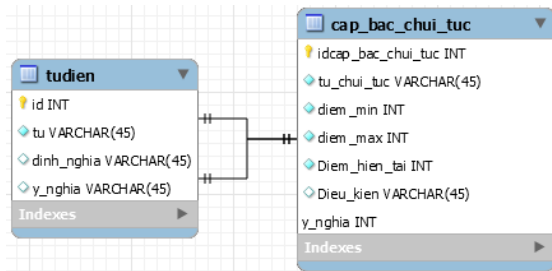 tudien
id INT
tu VARCHAR(45)
dinh_nghia VARCHAR(45)
y_nghia VARCHAR(45)
Indexes
cap_bac_chui_tuc
idcap_bac_chui_tuc INT
tu_chui_tuc VARCHAR(45)
diem_min INT
diem_max INT
Diem_hien_tai INT
Dieu_kien VARCHAR(45)
y_nghia INT
Indexes